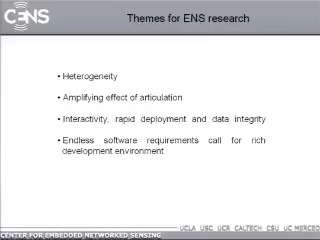 CENS
Themes for ENS research
• Heterogeneity
• Amplifying effect of articulation
• Interactivity, rapid deployment and data integrity
• Endless software requirements call for rich
development environment
UCLA USC UCR CALTECH CSU UC MERCED
CENTER FOR EMBEDDED NETWORKED SENSING